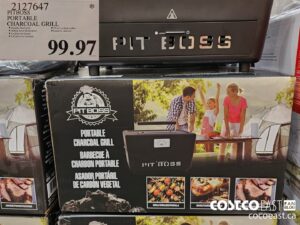 2127647
PITBOSS
PORTABLE
CHARCOAL GRILL
99.97
PIT BOSS
PIT BOSS
PORTABLE
CHARCOAL GRILL
BARBECUE À
CHARBON PORTABLE
ASADOR PORTÁTIL
DE CARBÓN VEGETAL
PIT BOSS
COSTCO EAST
cocoeast.ca